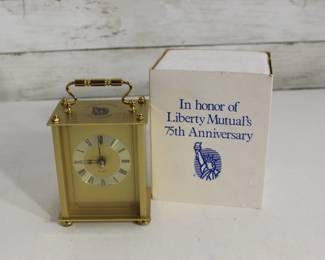 In honor of
Liberty Mutual's
75th Anniversary